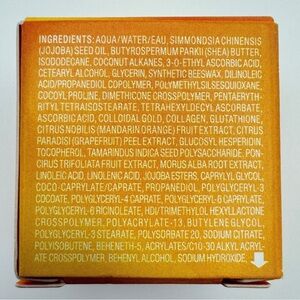 INGREDIENTS: AQUA/WATER/EAU, SIMMONDSIA CHINENSIS
(JOJOBA) SEED OIL, BUTYROSPERMUM PARKII (SHEA) BUTTER,
ISODODECANE, COCONUT ALKANES, 3-O-ETHYL ASCORBIC ACID,
CETEARYL ALCOHOL, GLYCERIN, SYNTHETIC BEESWAX, DILINOLEIC
ACID/PROPANEDIOL COPOLYMER, POLYMETHYLSILSESQUIOXANE,
COCOYL PROLINE, DIMETHICONE CROSSPOLYMER, PENTAERYTH-
RITYL TETRAISOSTEARATE, TETRAHEXYLDECYL ASCORBATE,
ASCORBIC ACID, COLLOIDAL GOLD, COLLAGEN, GLUTATHIONE,
CITRUS NOBILIS (MANDARIN ORANGE) FRUIT EXTRACT, CITRUS
PARADISI (GRAPEFRUIT) PEEL EXTRACT, GLUCOSYL HESPERIDIN,
TOCOPHEROL, TAMARINDUS INDICA SEED POLYSACCHARIDE, PON-
CIRUS TRIFOLIATA FRUIT EXTRACT, MORUS ALBA ROOT EXTRACT,
LINOLEIC ACID, LINOLENIC ACID, JOJOBA ESTERS, CAPRYLYL GLYCOL,
COCO-CAPRYLATE/CAPRATE, PROPANEDIOL, POLYGLYCERYL-3
COCOATE, POLYGLYCERYL-4 CAPRATE, POLYGLYCERYL-6 CAPRYLATE,
POLYGLYCERYL-6 RICINOLEATE, HDI/TRIMETHYLOL HEXYLLACTONE
CROSSPOLYMER, POLYACRYLATE-13, BUTYLENE GLYCOL,
POLYGLYCERYL-3 STEARATE, POLYSORBATE 20, SODIUM CITRATE,
POLYISOBUTENE, BEHENETH-5, ACRYLATES/C10-30 ALKYL ACRYL-
ATE CROSSPOLYMER, BEHENYL ALCOHOL, SODIUM HYDROXIDE,